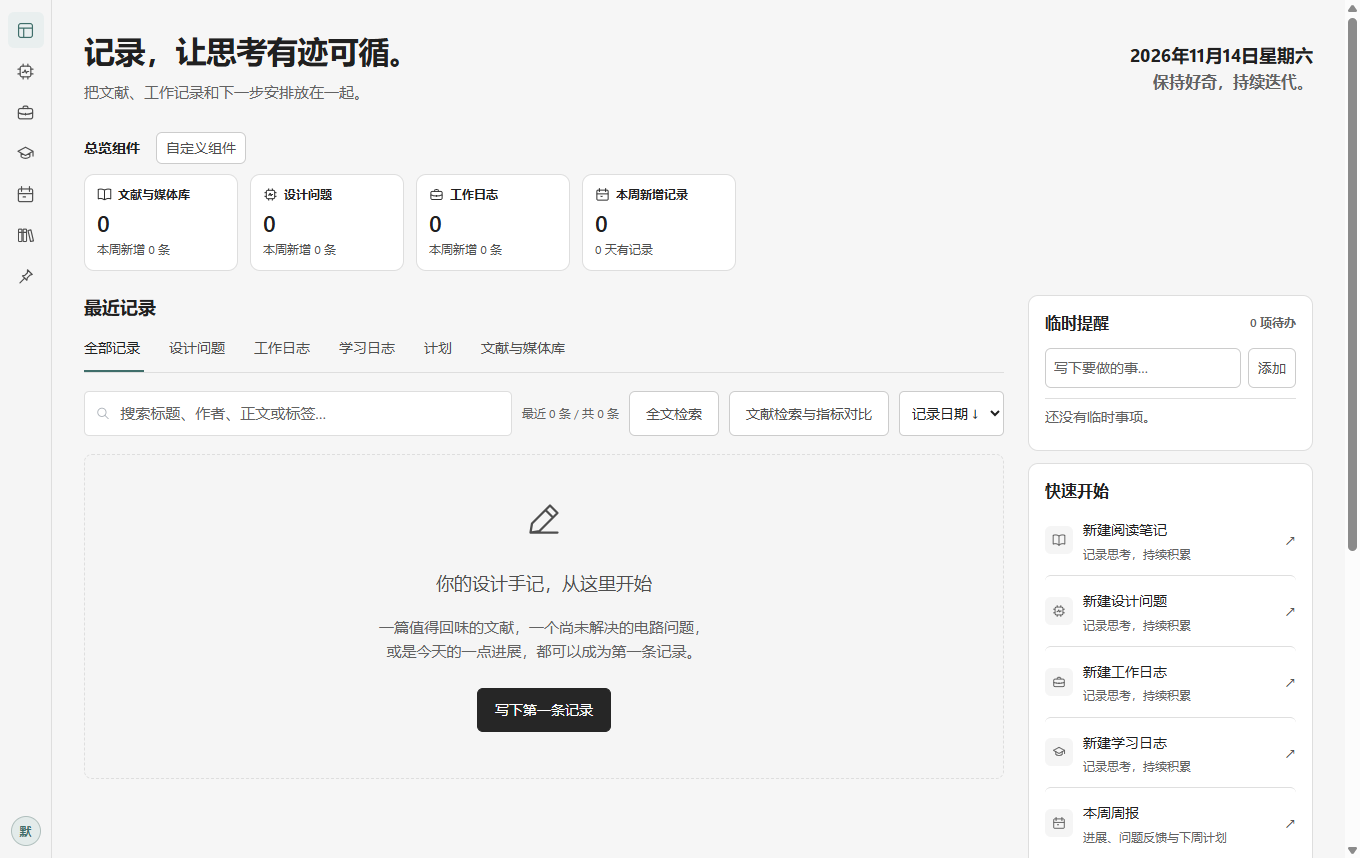 记录，让思考有迹可循。
把文献、工作记录和下一步安排放在一起。
2026年11月14日星期六
保持好奇，持续迭代。
总览组件
自定义组件
文献与媒体库
0
本周新增 0 条
设计问题
0
本周新增 0 条
工作日志
0
本周新增 0 条
本周新增记录
0
0 天有记录
最近记录
全部记录 设计问题 工作日志 学习日志 计划 文献与媒体库
搜索标题、作者、正文或标签...
最近 0 条 / 共 0 条
全文检索
文献检索与指标对比
记录日期 ↓
你的设计手记，从这里开始
一篇值得回味的文献，一个尚未解决的电路问题，
或是今天的一点进展，都可以成为第一条记录。
写下第一条记录
临时提醒
0 项待办
写下要做的事...
添加
还没有临时事项。
快速开始
新建阅读笔记
记录思考，持续积累
↗
新建设计问题
记录思考，持续积累
↗
新建工作日志
记录思考，持续积累
↗
新建学习日志
记录思考，持续积累
↗
本周周报
进展、问题反馈与下周计划
↗
默